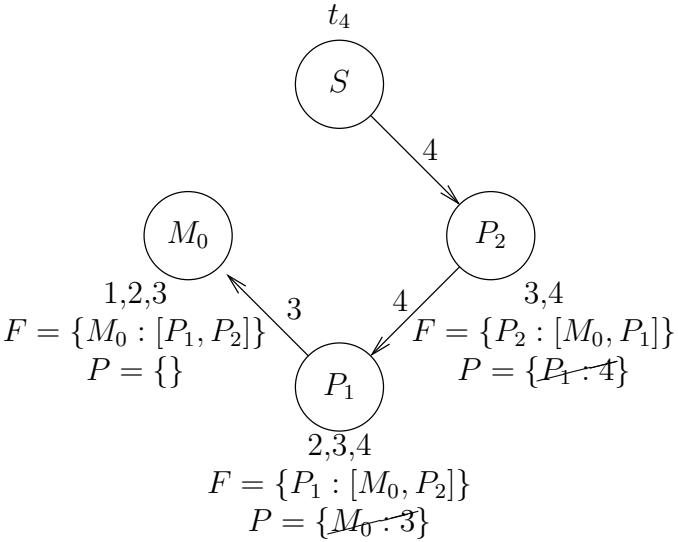 t₄
S
4
M₀
P₂
1,2,3
3
4
3,4
F = {M₀ : [P₁, P₂]}
F = {P₂ : [M₀, P₁]}
P = {}
P = {P₁ : 4}
P₁
2,3,4
F = {P₁ : [M₀, P₂]}
P = {M₀ : 3}